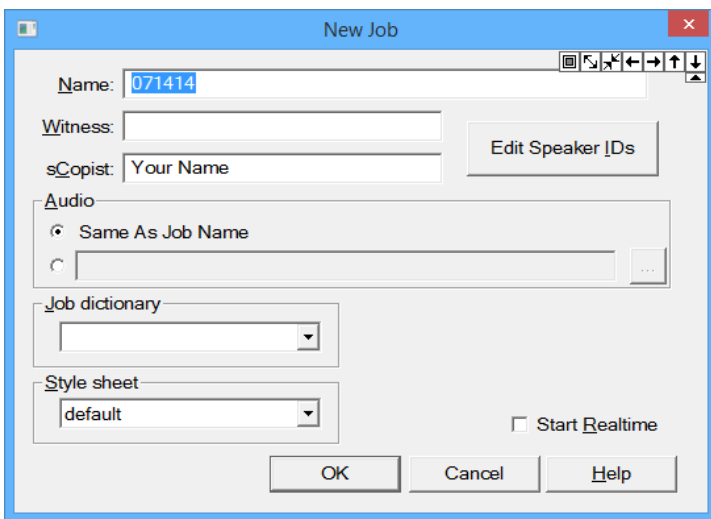 New Job
Name: 071414
Witness:
Edit Speaker IDs
sCopist: Your Name
Audio
Same As Job Name
...
Job dictionary
Style sheet
default
Start Realtime
OK Cancel Help